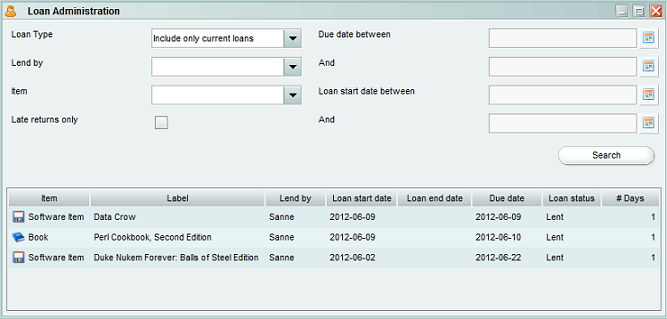 Loan Administration
Loan Type Include only current loans Due date between
Lend by And
Item Loan start date between
Late returns only And
Search
Item Label Lend by Loan start date Loan end date Due date Loan status # Days
Software Item Data Crow Sanne 2012-06-09 2012-06-09 Lent 1
Book Perl Cookbook, Second Edition Sanne 2012-06-09 2012-06-10 Lent 1
Software Item Duke Nukem Forever: Balls of Steel Edition Sanne 2012-06-02 2012-06-22 Lent 1